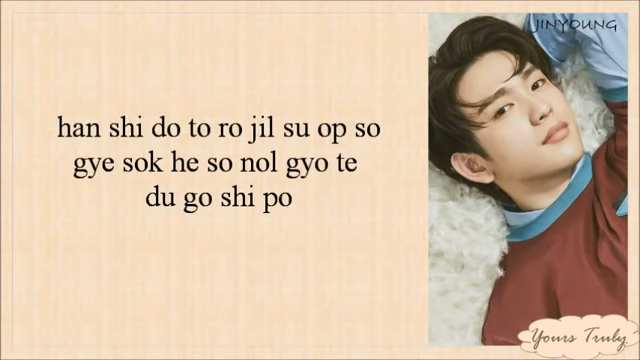 JINYOUNG
han shi do to ro jil su op so
gye sok he so nol gyo te
du go shi po
Yours Truly